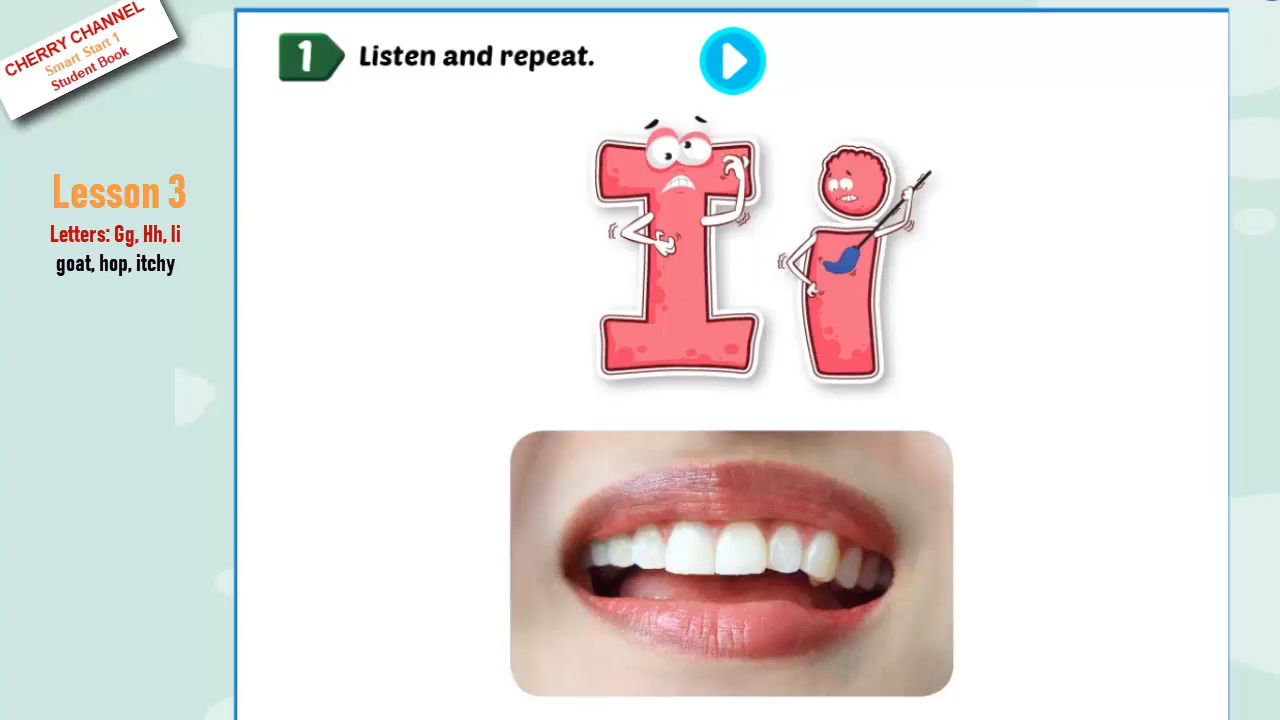 CHERRY CHANNEL
Smart Start 1
Student Book
1 Listen and repeat.
I i
Lesson 3
Letters: Gg, Hh, Ii
goat, hop, itchy